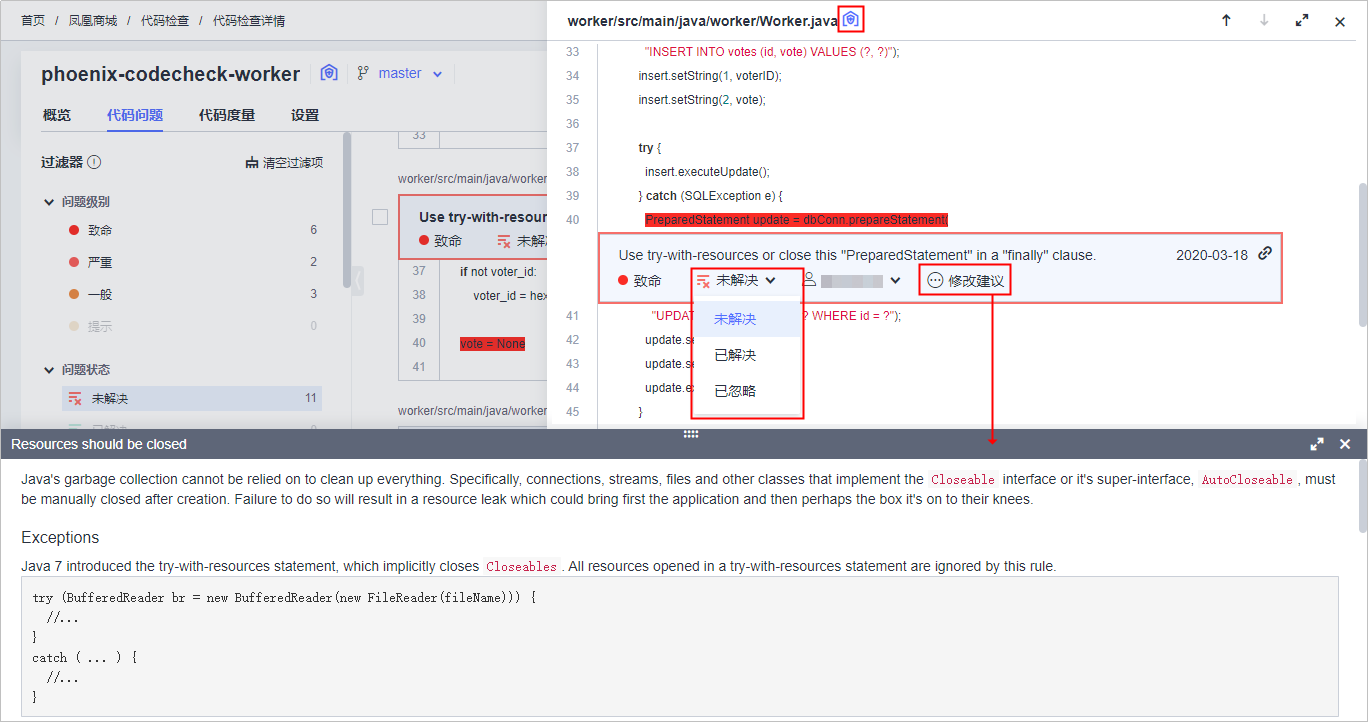 首页 / 凤凰商城 / 代码检查 / 代码检查详情
phoenix-codecheck-worker
master
概览 代码问题 代码度量 设置
过滤器
清空过滤项
问题级别
致命 6
严重 2
一般 3
提示 0
问题状态
未解决 11
已解决 0
33
worker/src/main/java/worker
Use try-with-resour
致命 未解
37 if not voter_id:
38 voter_id = hex
39
40 vote = None
41
worker/src/main/java/worker
worker/src/main/java/worker/Worker.java
33 "INSERT INTO votes (id, vote) VALUES (?, ?)");
34 insert.setString(1, voterID);
35 insert.setString(2, vote);
36
37 try {
38 insert.executeUpdate();
39 } catch (SQLException e) {
40 PreparedStatement update = dbConn.prepareStatement(
Use try-with-resources or close this "PreparedStatement" in a "finally" clause. 2020-03-18
致命 未解决 修改建议
未解决
已解决
已忽略
41 "UPDAT ? WHERE id = ?");
42 update.se
43 update.se
44 update.ex
45 }
Resources should be closed
Java's garbage collection cannot be relied on to clean up everything. Specifically, connections, streams, files and other classes that implement the Closeable interface or it's super-interface, AutoCloseable , must
be manually closed after creation. Failure to do so will result in a resource leak which could bring first the application and then perhaps the box it's on to their knees.
Exceptions
Java 7 introduced the try-with-resources statement, which implicitly closes Closeables . All resources opened in a try-with-resources statement are ignored by this rule.
try (BufferedReader br = new BufferedReader(new FileReader(fileName))) {
//...
}
catch ( ... ) {
//...
}